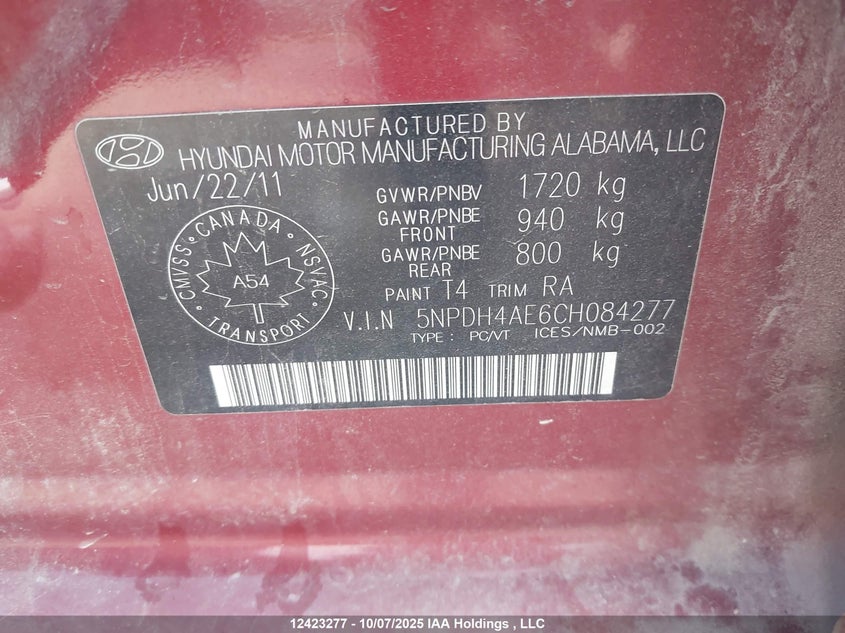 MANUFACTURED BY
HYUNDAI MOTOR MANUFACTURING ALABAMA, LLC
Jun/22/11
GVWR/PNBV 1720 kg
GAWR/PNBE FRONT 940 kg
GAWR/PNBE REAR 800 kg
PAINT T4 TRIM RA
V.I.N 5NPDH4AE6CH084277
TYPE : PC/VT ICES/NMB-002
CANADA
CMVSS NSVAC
A54
TRANSPORT
12423277 - 10/07/2025 IAA Holdings , LLC